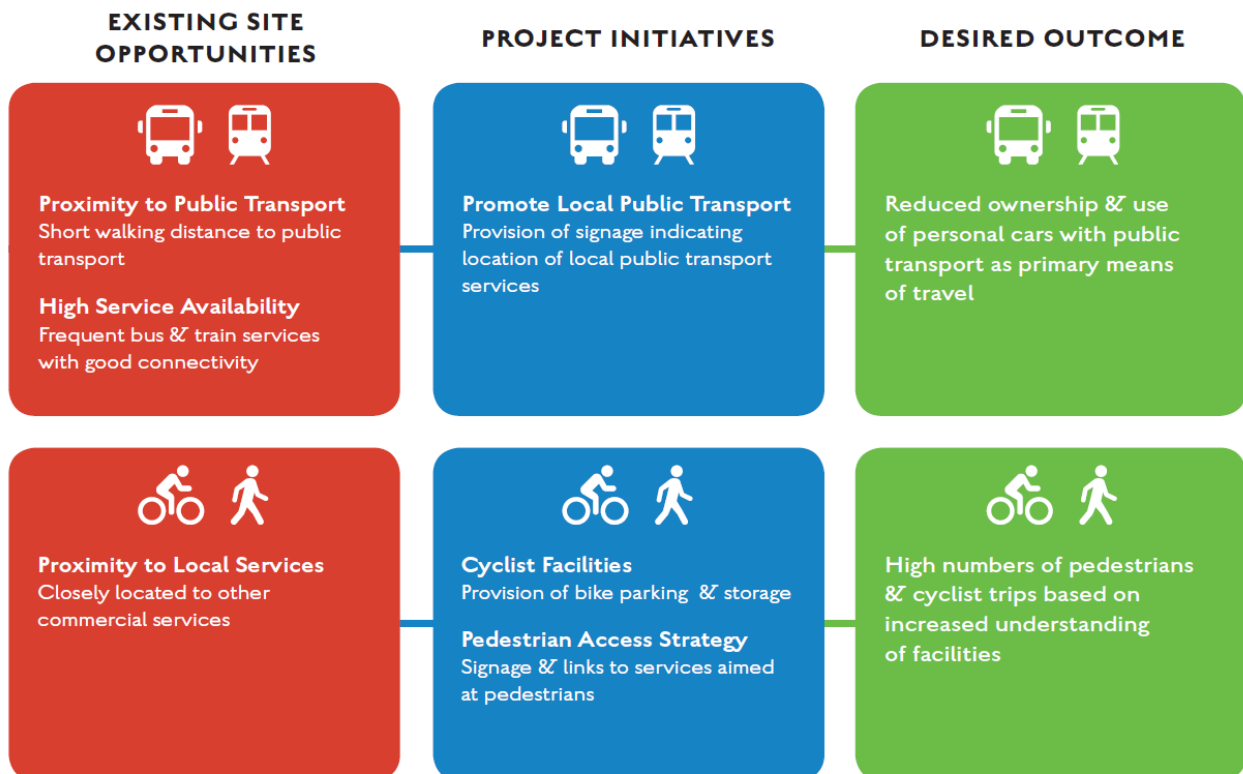 EXISTING SITE
OPPORTUNITIES
PROJECT INITIATIVES
DESIRED OUTCOME
Proximity to Public Transport
Short walking distance to public
transport
High Service Availability
Frequent bus & train services
with good connectivity
Promote Local Public Transport
Provision of signage indicating
location of local public transport
services
Reduced ownership & use
of personal cars with public
transport as primary means
of travel
Proximity to Local Services
Closely located to other
commercial services
Cyclist Facilities
Provision of bike parking & storage
Pedestrian Access Strategy
Signage & links to services aimed
at pedestrians
High numbers of pedestrians
& cyclist trips based on
increased understanding
of facilities